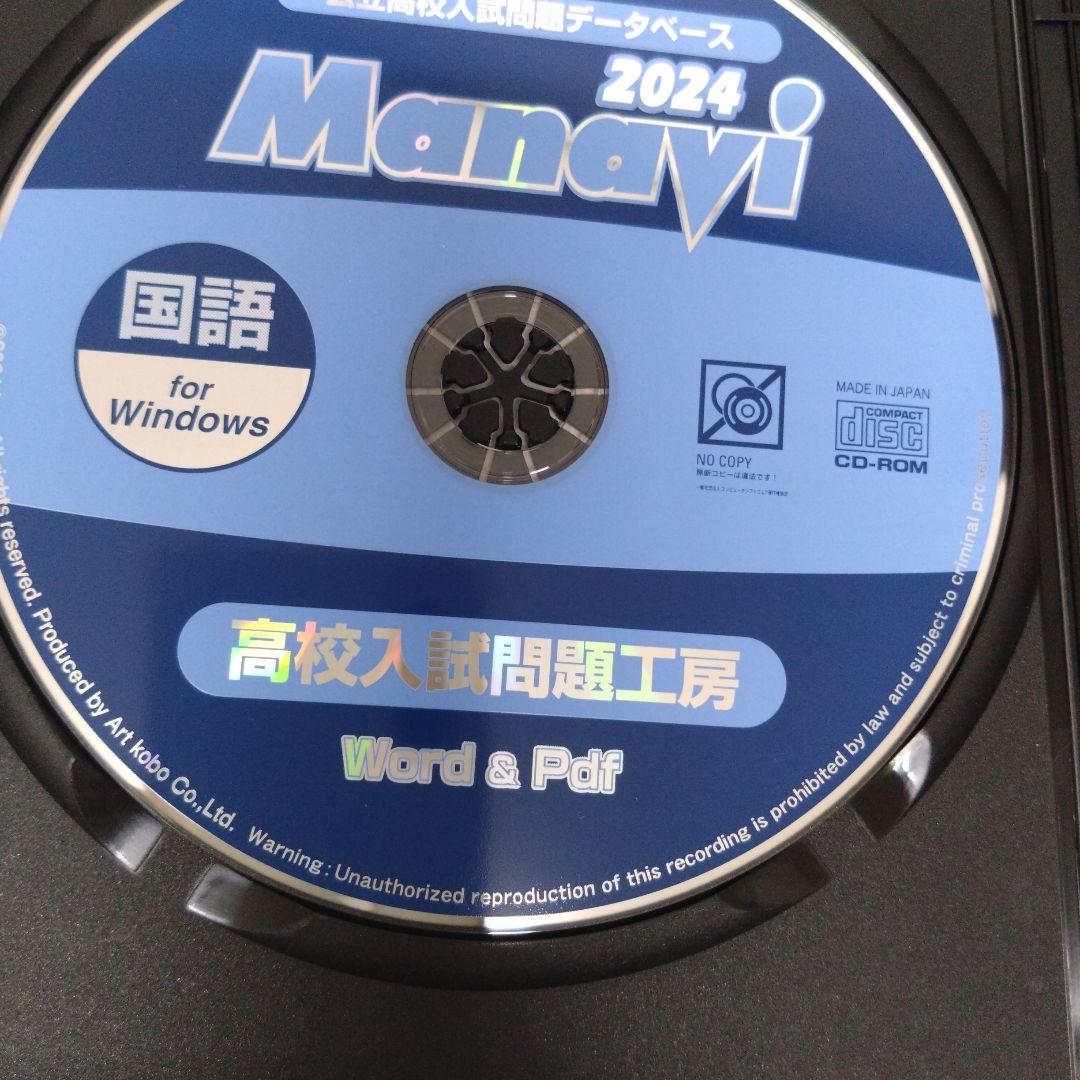 公立高校入試問題データベース
2024
Manavi
国語
for
Windows
NO COPY
無断コピーは違法です!
MADE IN JAPAN
COMPACT
disc
CD-ROM
高校入試問題工房
Word & Pdf
rights reserved. Produced by Art kobo Co.,Ltd. Warning : Unauthorized reproduction of this recording is prohibited by law and subject to criminal prosecution